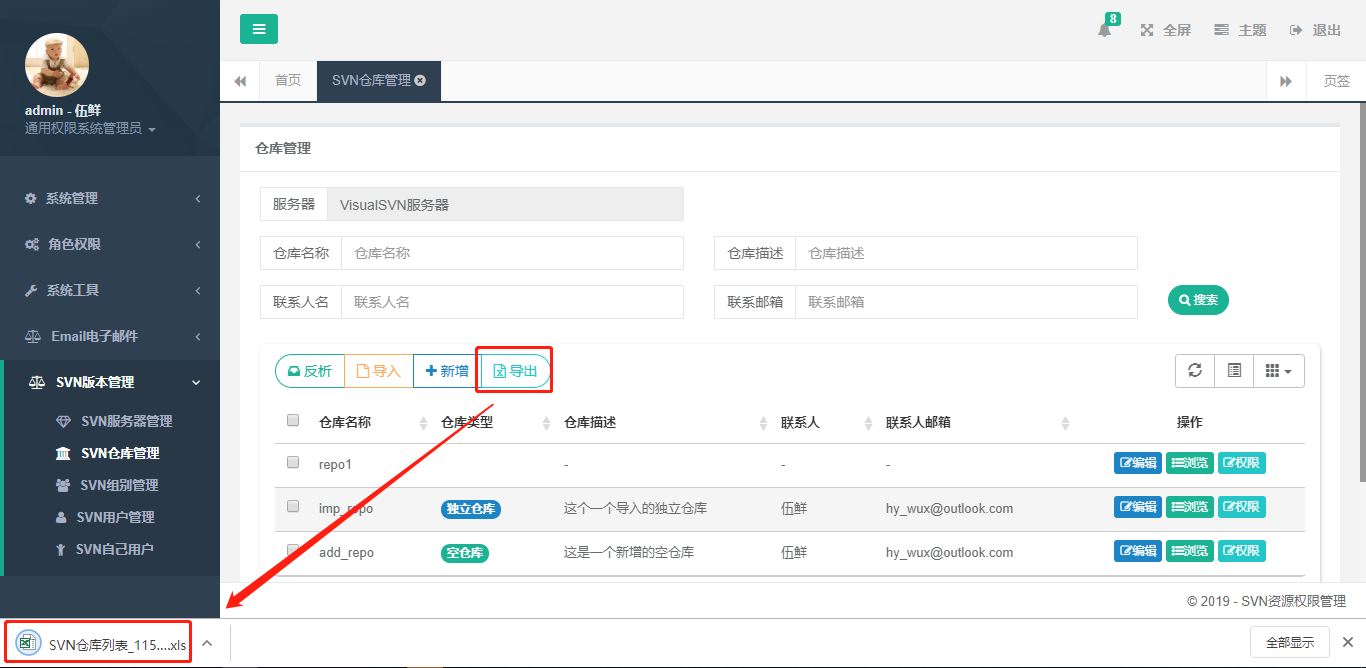 admin - 伍鲜
通用权限系统管理员
系统管理
角色权限
系统工具
Email电子邮件
SVN版本管理
SVN服务器管理
SVN仓库管理
SVN组别管理
SVN用户管理
SVN自己用户
8
全屏 主题 退出
首页 SVN仓库管理 页签
仓库管理
服务器 VisualSVN服务器
仓库名称 仓库名称 仓库描述 仓库描述
联系人名 联系人名 联系邮箱 联系邮箱 搜索
反析 导入 新增 导出
仓库名称 仓库类型 仓库描述 联系人 联系人邮箱 操作
repo1 - - - 编辑 浏览 权限
imp_repo 独立仓库 这个一个导入的独立仓库 伍鲜 hy_wux@outlook.com 编辑 浏览 权限
add_repo 空仓库 这是一个新增的空仓库 伍鲜 hy_wux@outlook.com 编辑 浏览 权限
© 2019 - SVN资源权限管理
SVN仓库列表_115....xls 全部显示